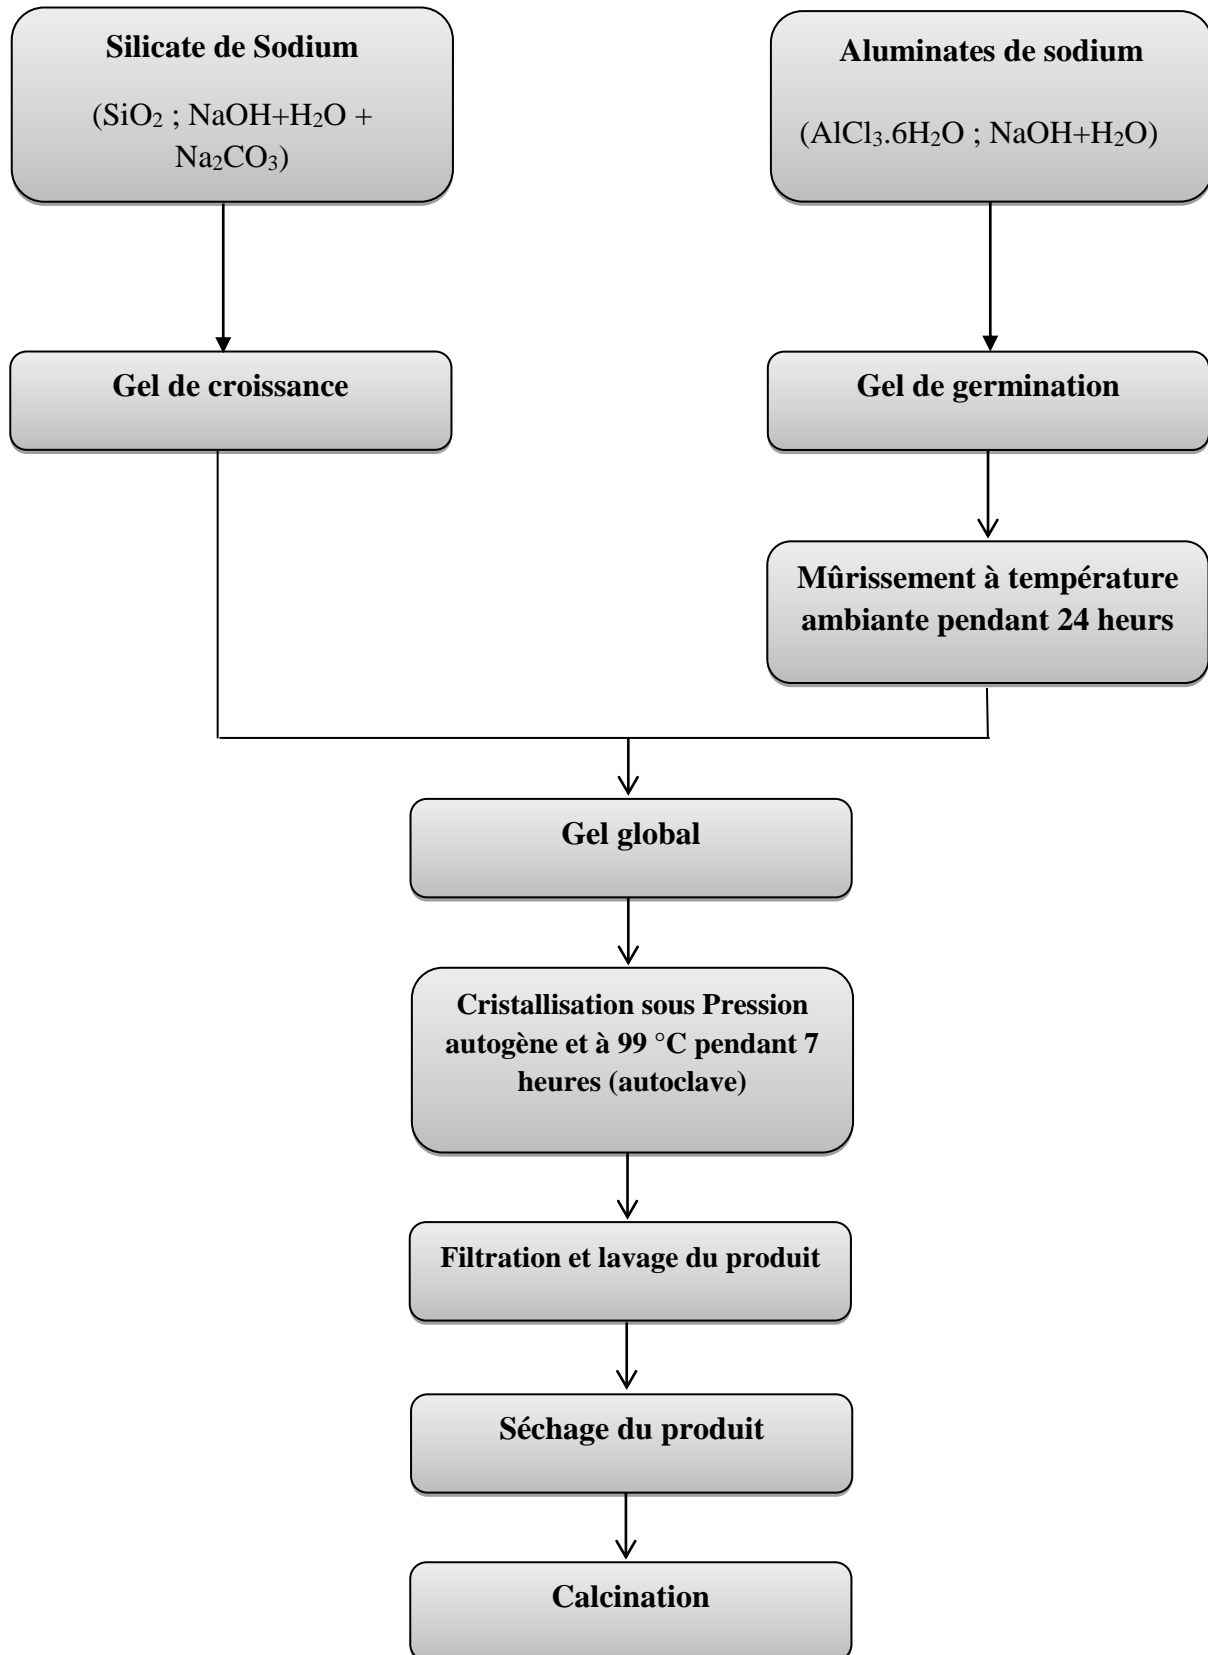 Silicate de Sodium
(SiO₂ ; NaOH+H₂O +
Na₂CO₃)
Aluminates de sodium
(AlCl₃.6H₂O ; NaOH+H₂O)
Gel de croissance
Gel de germination
Mûrissement à température
ambiante pendant 24 heurs
Gel global
Cristallisation sous Pression
autogène et à 99 °C pendant 7
heures (autoclave)
Filtration et lavage du produit
Séchage du produit
Calcination